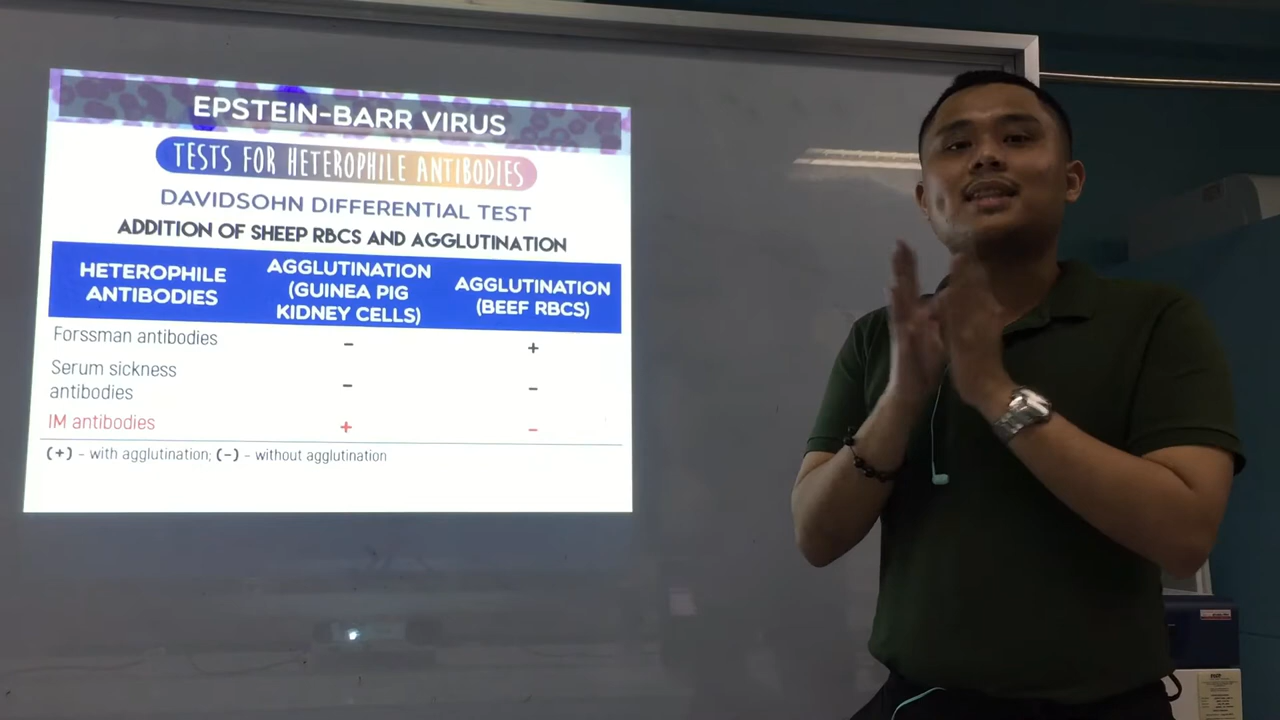 EPSTEIN-BARR VIRUS
TESTS FOR HETEROPHILE ANTIBODIES
DAVIDSOHN DIFFERENTIAL TEST
ADDITION OF SHEEP RBCS AND AGGLUTINATION
HETEROPHILE ANTIBODIES
AGGLUTINATION (GUINEA PIG KIDNEY CELLS)
AGGLUTINATION (BEEF RBCS)
Forssman antibodies - +
Serum sickness antibodies - -
IM antibodies + -
(+) - with agglutination; (-) - without agglutination